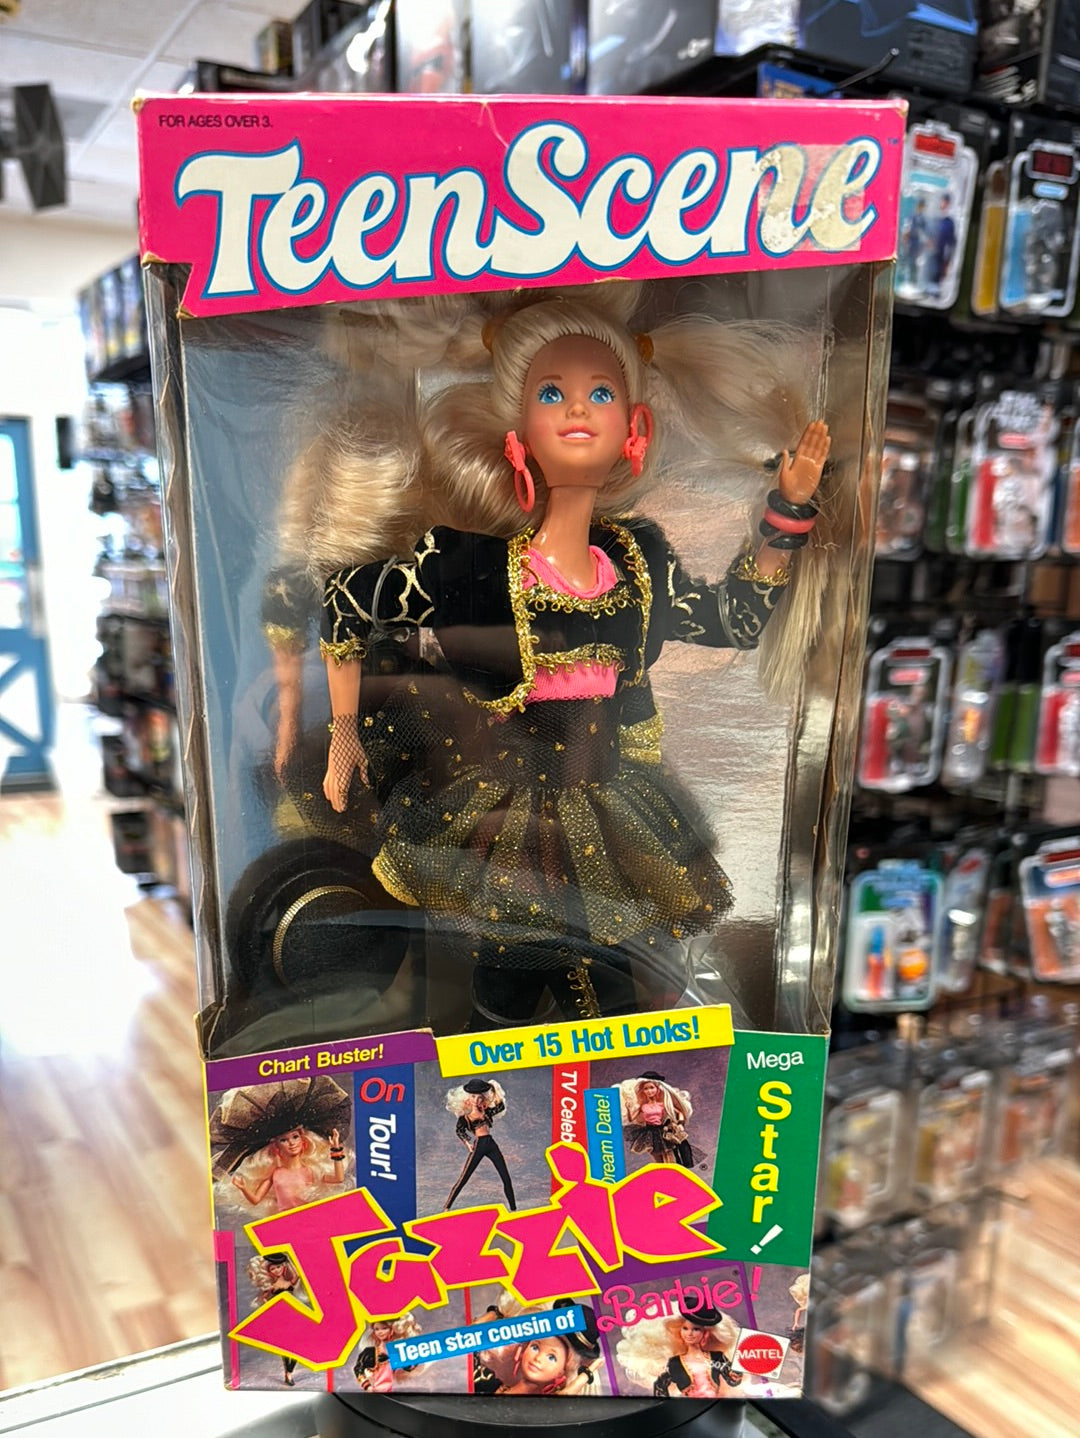 FOR AGES OVER 3.
TeenScene™
Chart Buster!
Over 15 Hot Looks!
Mega
Star!
On
Tour!
TV Celeb
Dream Date!
Jazzie®
Teen star cousin of
Barbie®!
MATTEL